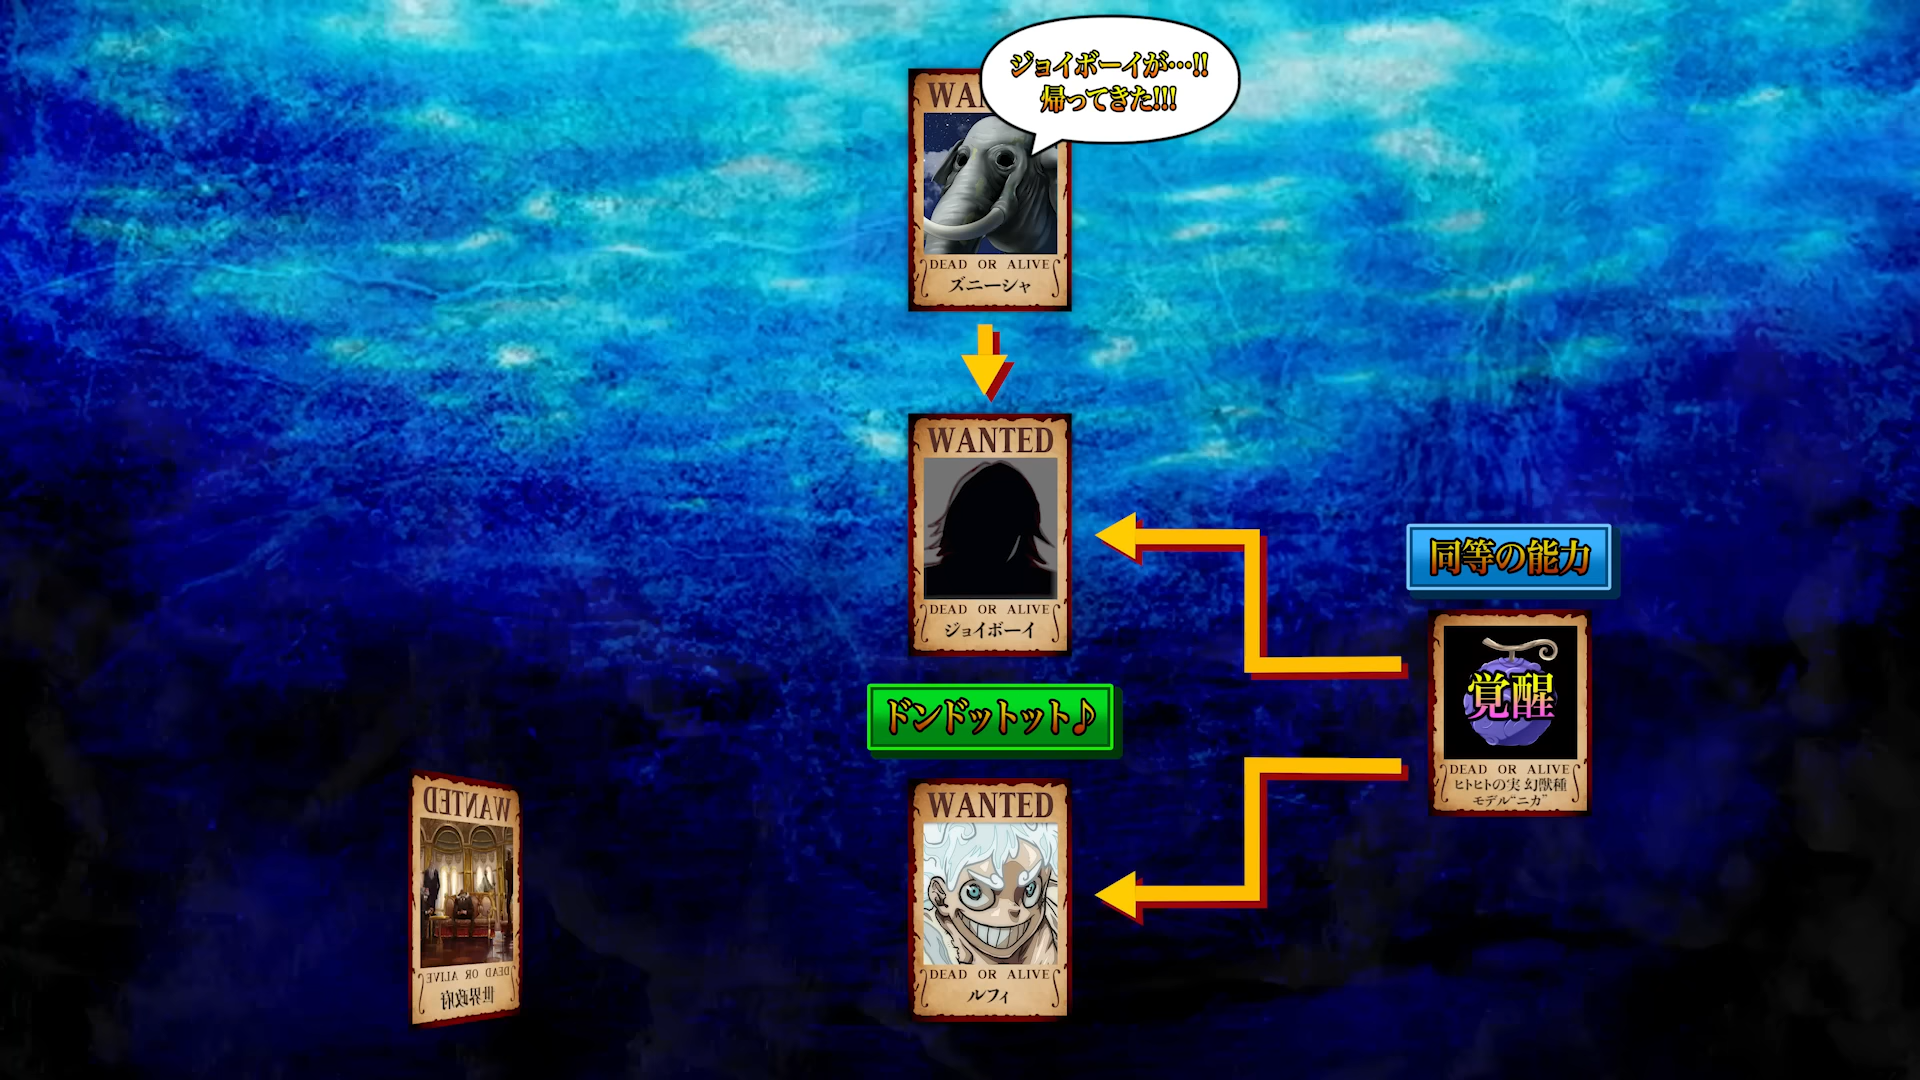 ジョイボーイが…!!
帰ってきた!!!
WAN
DEAD OR ALIVE
ズニーシャ
WANTED
DEAD OR ALIVE
ジョイボーイ
同等の能力
覚醒
DEAD OR ALIVE
ヒトヒトの実 幻獣種
モデル“ニカ”
ドンドットット♪
WANTED
DEAD OR ALIVE
世界政府
WANTED
DEAD OR ALIVE
ルフィ